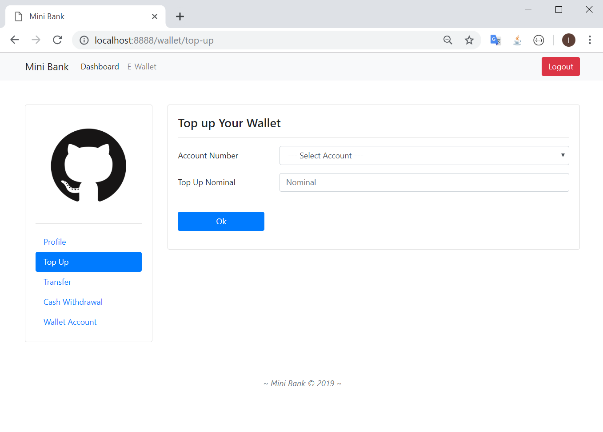 Mini Bank
localhost:8888/wallet/top-up
Mini Bank Dashboard E Wallet Logout
Top up Your Wallet
Account Number Select Account
Top Up Nominal Nominal
Ok
Profile
Top Up
Transfer
Cash Withdrawal
Wallet Account
~ Mini Bank © 2019 ~